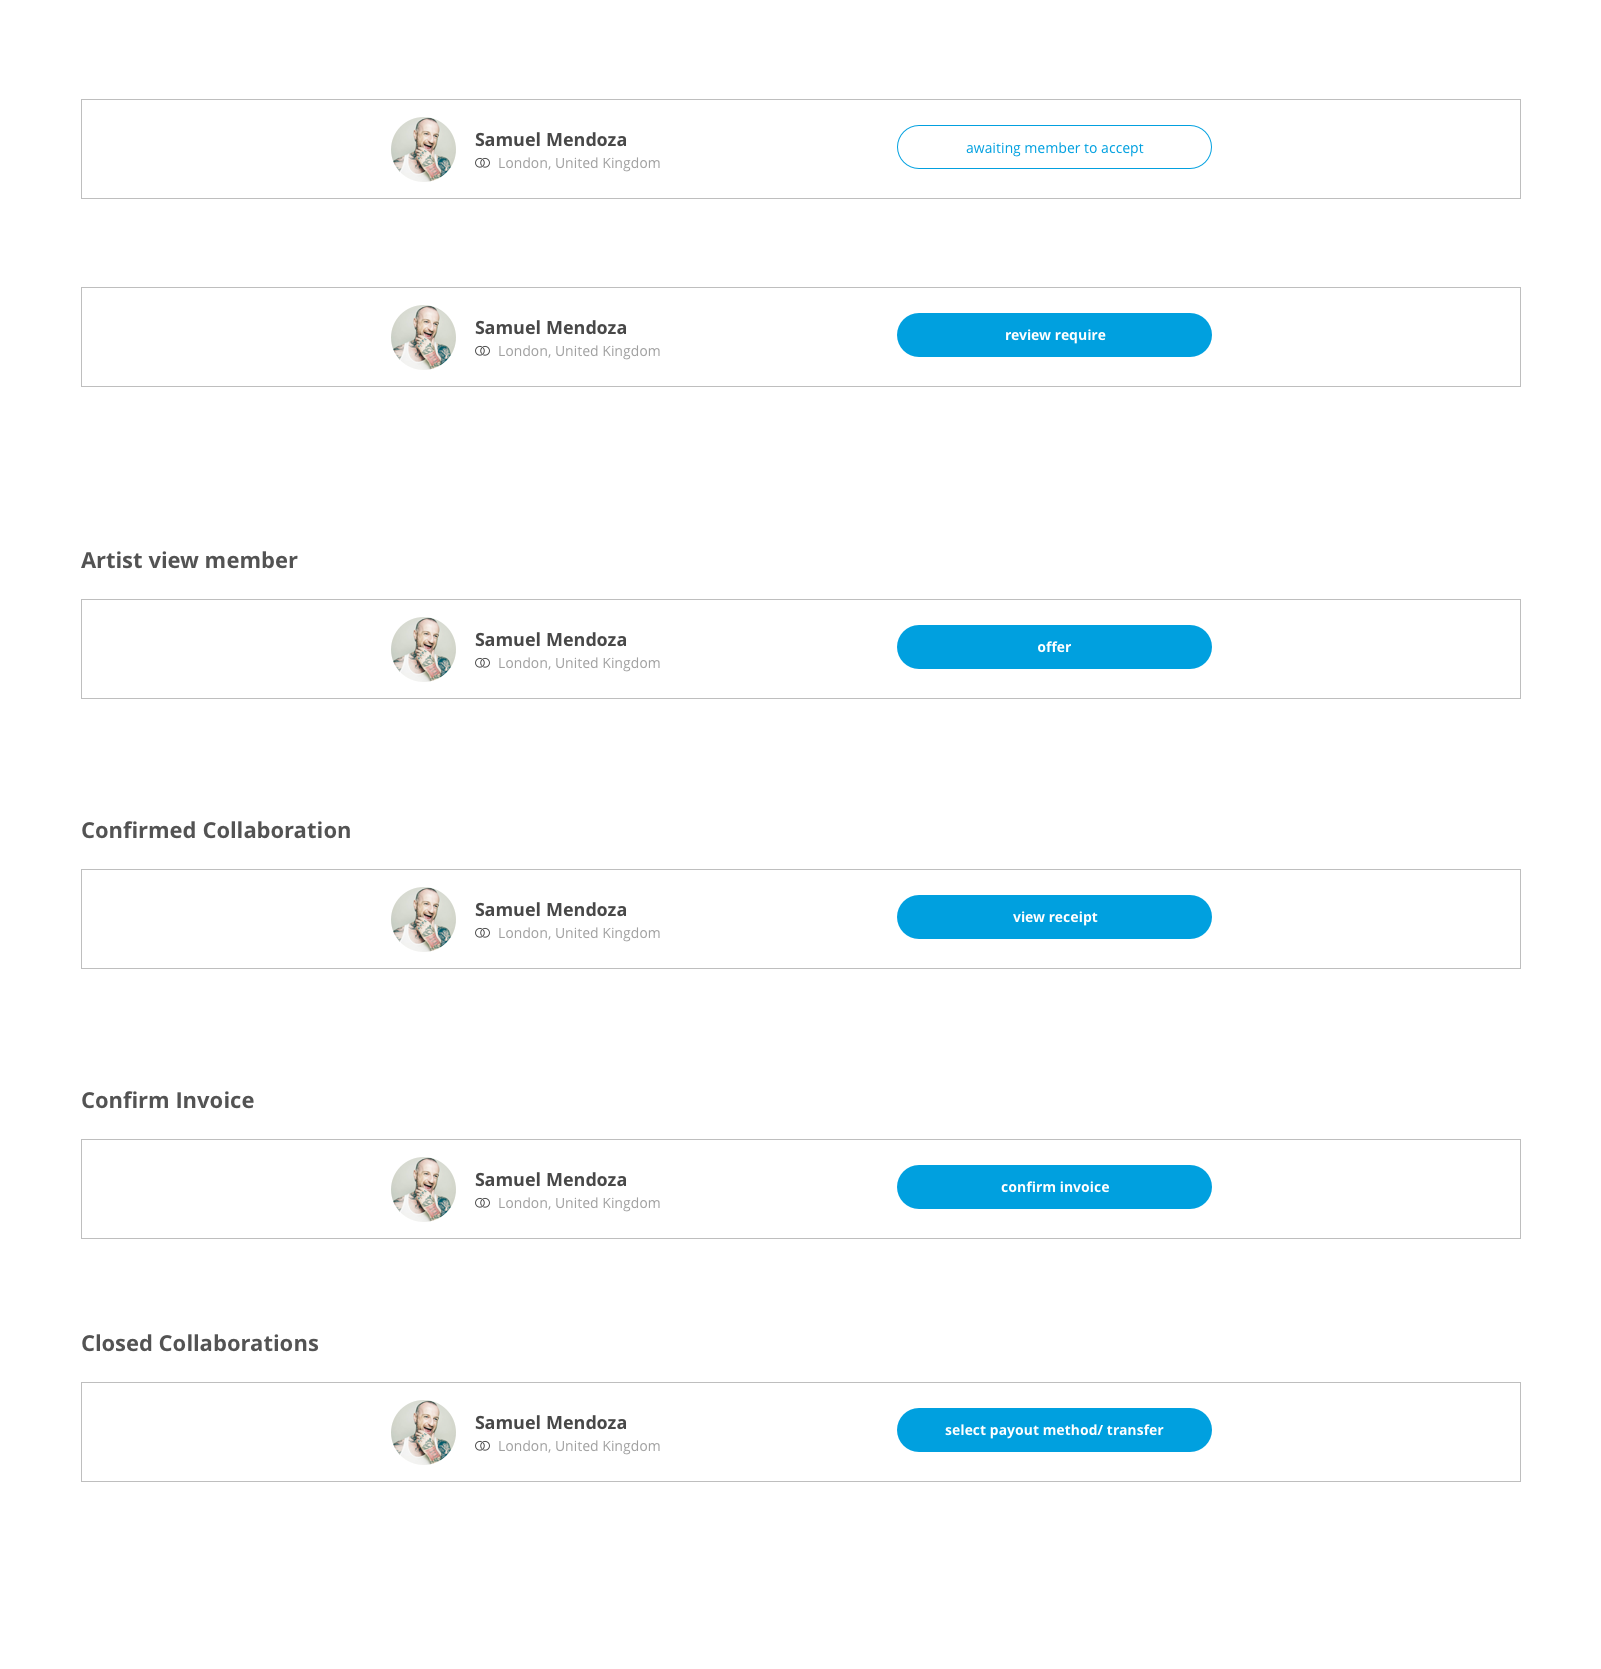 Samuel Mendoza
London, United Kingdom
awaiting member to accept
Samuel Mendoza
London, United Kingdom
review require
Artist view member
Samuel Mendoza
London, United Kingdom
offer
Confirmed Collaboration
Samuel Mendoza
London, United Kingdom
view receipt
Confirm Invoice
Samuel Mendoza
London, United Kingdom
confirm invoice
Closed Collaborations
Samuel Mendoza
London, United Kingdom
select payout method/ transfer